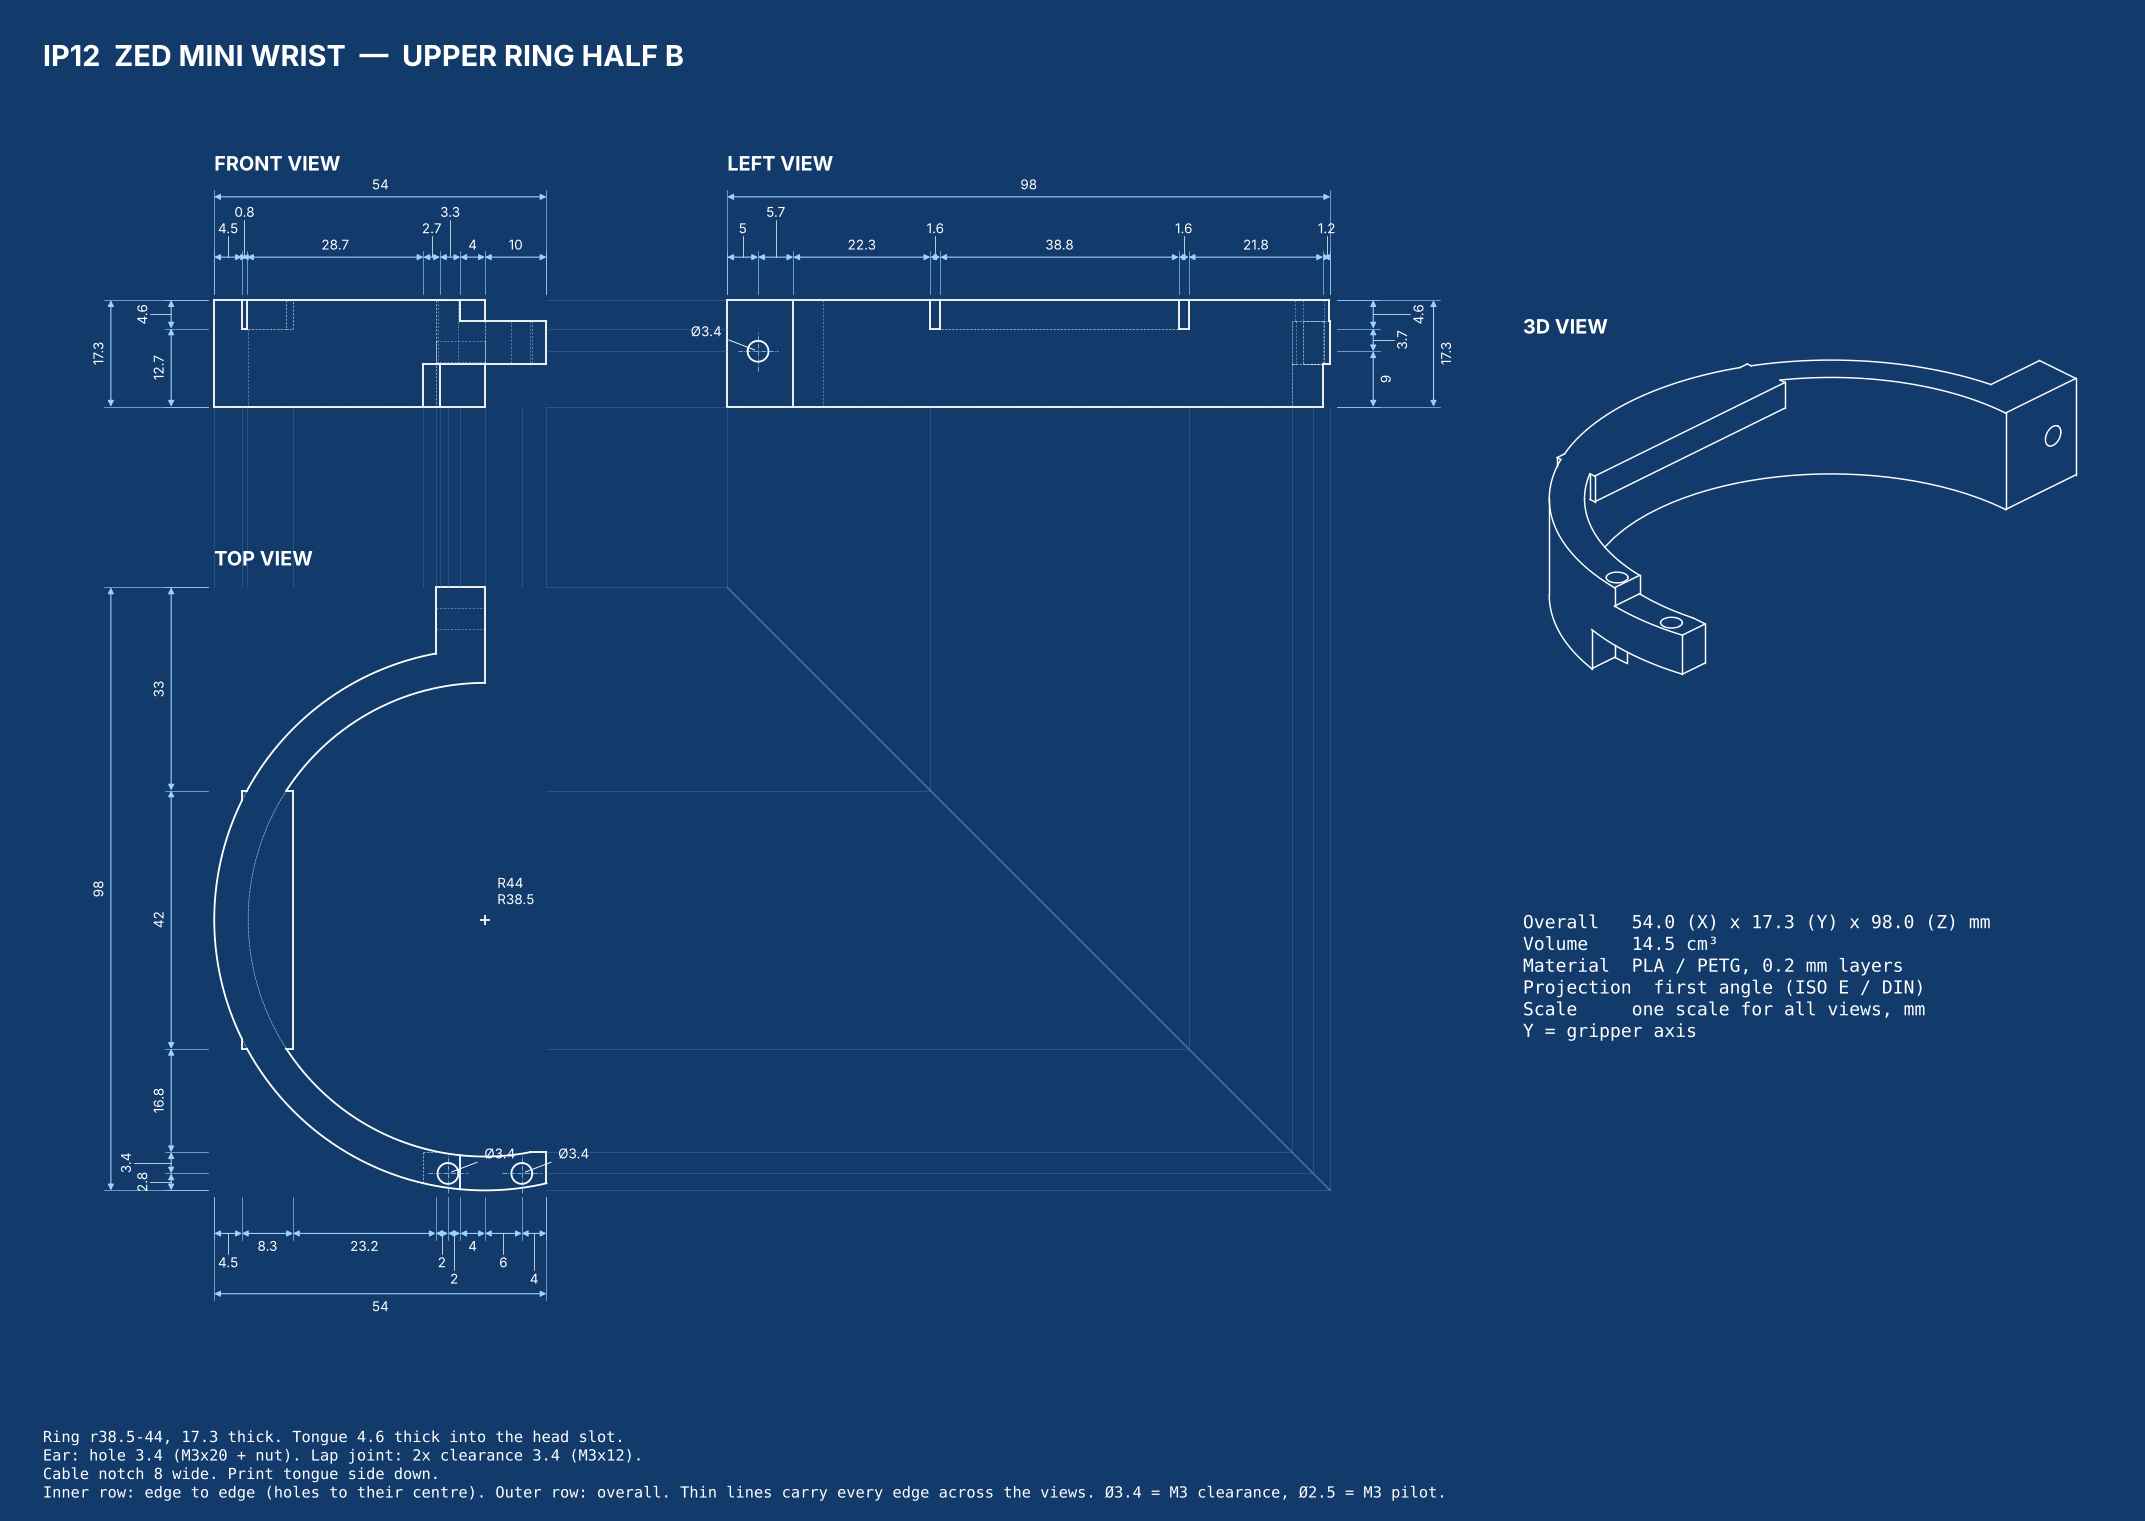 IP12 ZED MINI WRIST — UPPER RING HALF B
FRONT VIEW
54
0.8
3.3
4.5
2.7
28.7
4
10
17.3
4.6
12.7
LEFT VIEW
98
5.7
5
1.6
1.6
1.2
22.3
38.8
21.8
Ø3.4
4.6
3.7
9
17.3
3D VIEW
TOP VIEW
98
33
42
16.8
3.4
2.8
R44
R38.5
Ø3.4
Ø3.4
4.5
8.3
23.2
2
2
4
6
4
54
Overall 54.0 (X) x 17.3 (Y) x 98.0 (Z) mm
Volume 14.5 cm³
Material PLA / PETG, 0.2 mm layers
Projection first angle (ISO E / DIN)
Scale one scale for all views, mm
Y = gripper axis
Ring r38.5-44, 17.3 thick. Tongue 4.6 thick into the head slot.
Ear: hole 3.4 (M3x20 + nut). Lap joint: 2x clearance 3.4 (M3x12).
Cable notch 8 wide. Print tongue side down.
Inner row: edge to edge (holes to their centre). Outer row: overall. Thin lines carry every edge across the views. Ø3.4 = M3 clearance, Ø2.5 = M3 pilot.